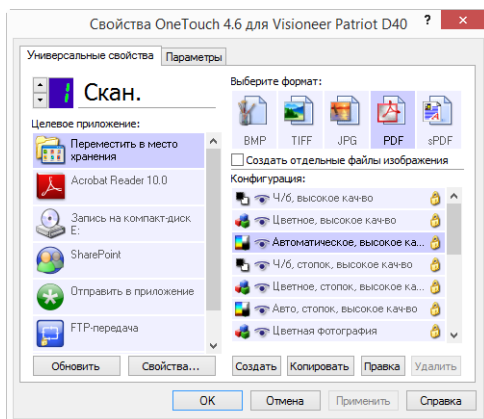 Свойства OneTouch 4.6 для Visioneer Patriot D40
?
×
Универсальные свойства
Параметры
1 Скан.
Целевое приложение:
Переместить в место
хранения
Acrobat Reader 10.0
Запись на компакт-диск
E:
SharePoint
Отправить в приложение
FTP-передача
Обновить
Свойства...
Выберите формат:
BMP
TIFF
JPG
PDF
sPDF
Создать отдельные файлы изображения
Конфигурация:
Ч/б, высокое кач-во
Цветное, высокое кач-во
Автоматическое, высокое ка...
Ч/б, стопок, высокое кач-во
Цветное, стопок, высокое ка...
Авто, стопок, высокое кач-во
Цветная фотография
Создать
Копировать
Правка
Удалить
OK
Отмена
Применить
Справка